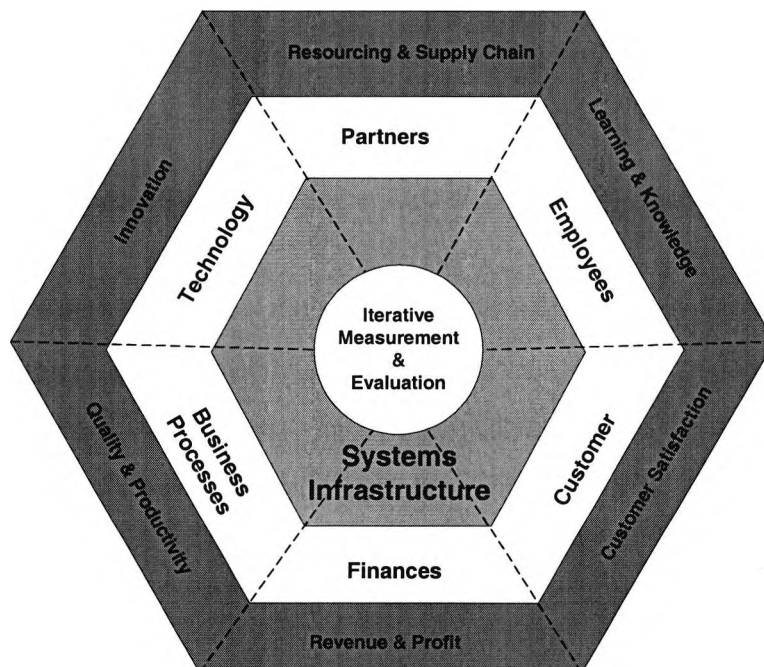 Resourcing & Supply Chain
Partners
Innovation
Technology
Learning & Knowledge
Employees
Iterative
Measurement
&
Evaluation
Quality & Productivity
Business
Processes
Systems
Infrastructure
Customer
Customer Satisfaction
Finances
Revenue & Profit